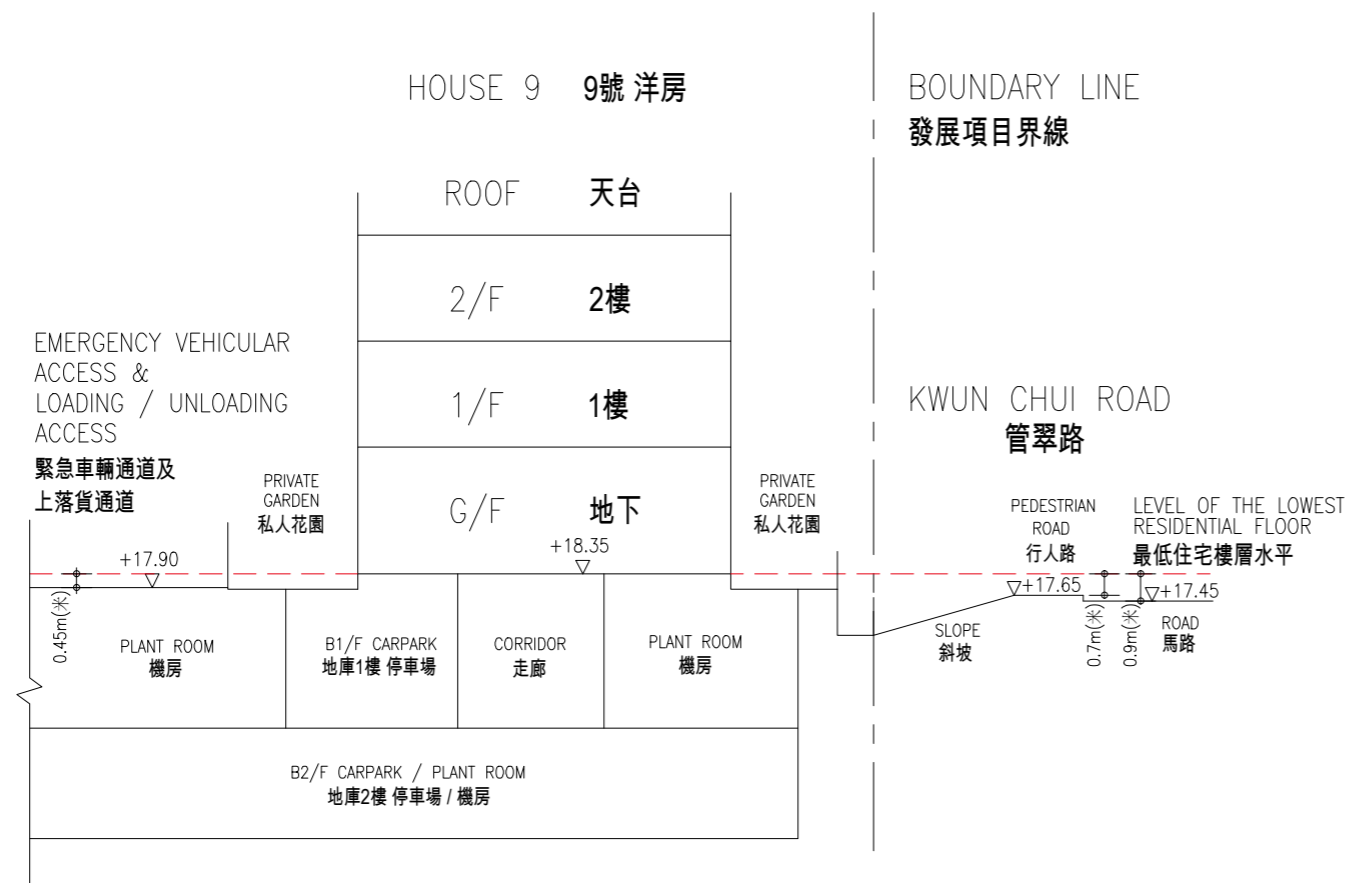 HOUSE 9 9號 洋房
BOUNDARY LINE
發展項目界線
ROOF 天台
2/F 2樓
EMERGENCY VEHICULAR
ACCESS &
LOADING / UNLOADING
ACCESS
緊急車輛通道及
上落貨通道
1/F 1樓
KWUN CHUI ROAD
管翠路
PRIVATE
GARDEN
私人花園
G/F 地下
PRIVATE
GARDEN
私人花園
PEDESTRIAN
ROAD
行人路
LEVEL OF THE LOWEST
RESIDENTIAL FLOOR
最低住宅樓層水平
+17.90
+18.35
+17.65
+17.45
0.45m(米)
0.7m(米)
0.9m(米)
PLANT ROOM
機房
B1/F CARPARK
地庫1樓 停車場
CORRIDOR
走廊
PLANT ROOM
機房
SLOPE
斜坡
ROAD
馬路
B2/F CARPARK / PLANT ROOM
地庫2樓 停車場 / 機房